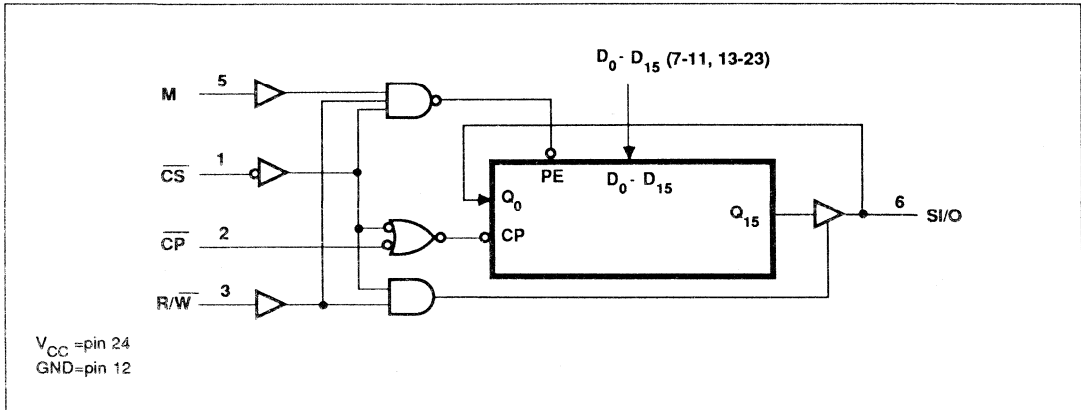 D0 - D15 (7-11, 13-23)
M 5
CS 1
PE D0 - D15
Q0
Q15
6 SI/O
CP 2
CP
R/W 3
VCC =pin 24
GND=pin 12